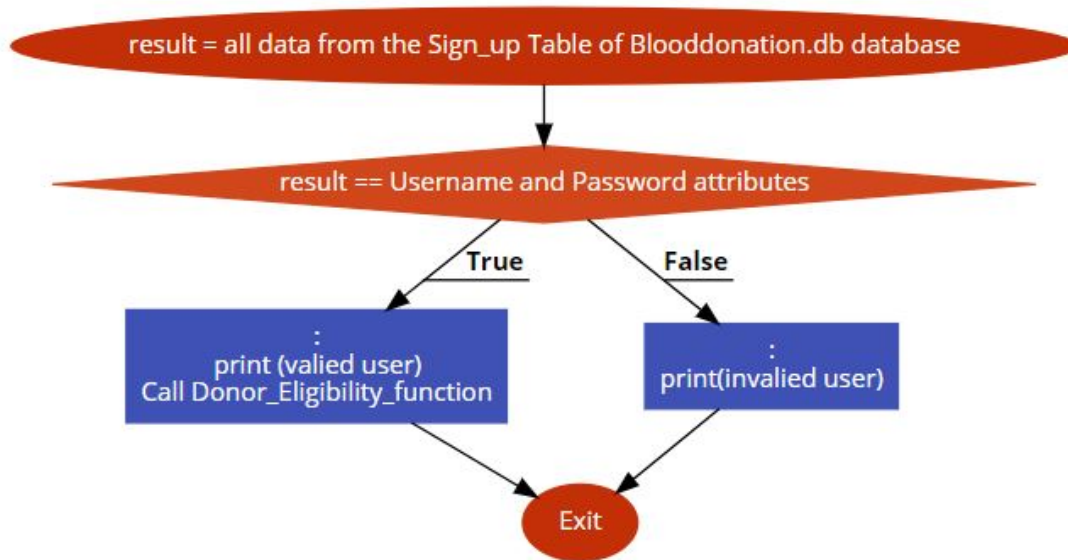 result = all data from the Sign_up Table of Blooddonation.db database
result == Username and Password attributes
True
False
:
print (valied user)
Call Donor_Eligibility_function
:
print(invalied user)
Exit